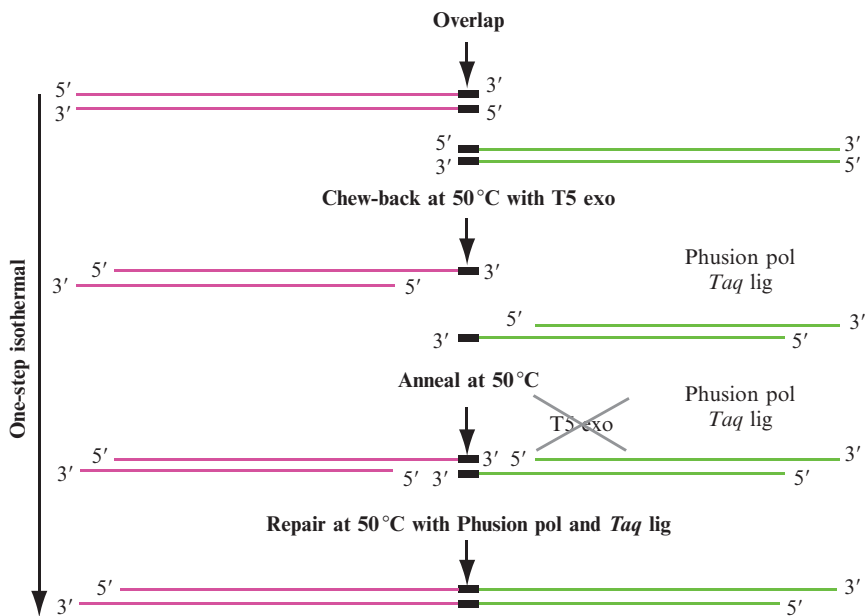 Overlap
5′
3′
3′
5′
5′
3′
3′
5′
Chew-back at 50 °C with T5 exo
One-step isothermal
5′
3′
3′
5′
Phusion pol
Taq lig
5′
3′
3′
5′
Anneal at 50 °C
T5 exo
Phusion pol
Taq lig
5′
3′ 5′
3′
3′
5′ 3′
5′
Repair at 50 °C with Phusion pol and Taq lig
5′
3′
3′
5′